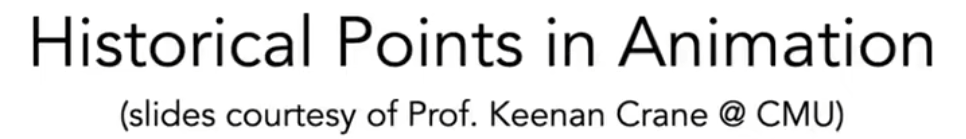 Historical Points in Animation
(slides courtesy of Prof. Keenan Crane @ CMU)